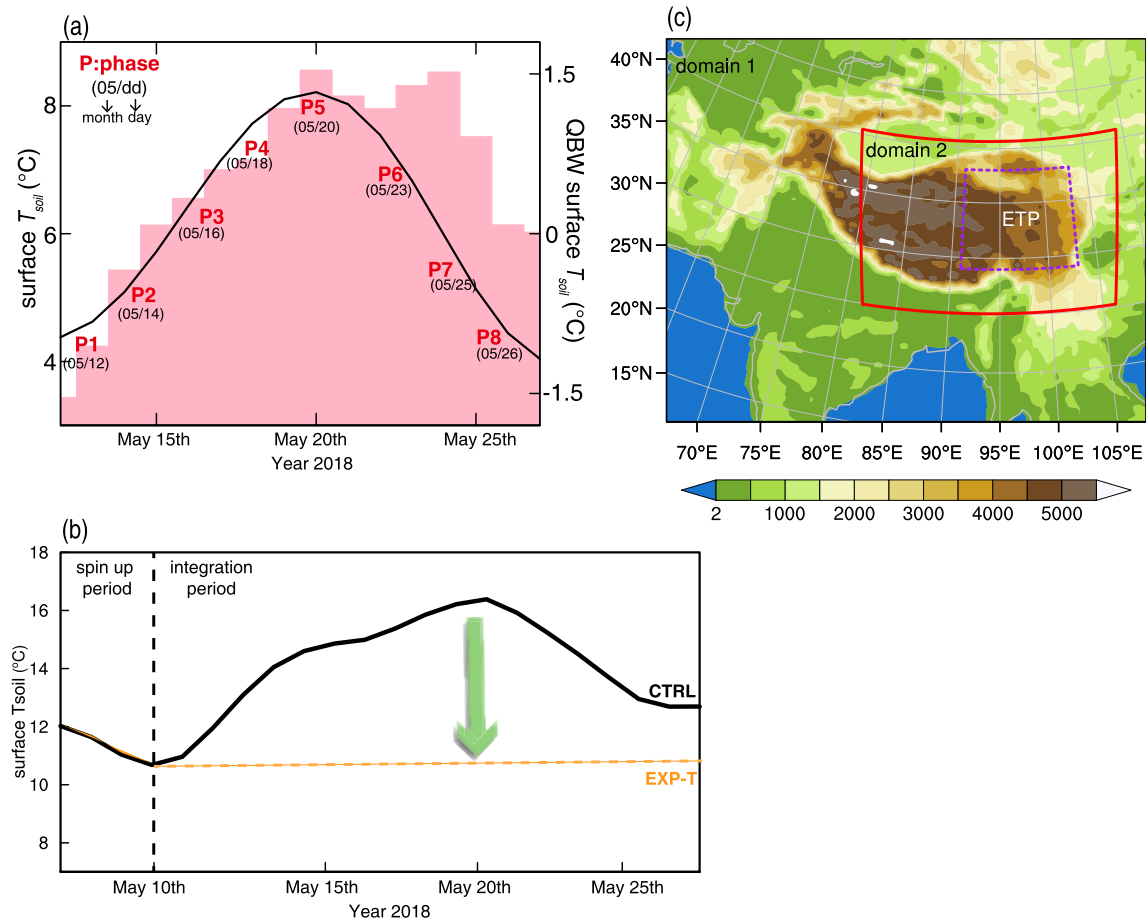 (a)
P:phase
(05/dd)
month day
surface Tsoil (°C)
8
6
4
QBW surface Tsoil (°C)
1.5
0
-1.5
P1
(05/12)
P2
(05/14)
P3
(05/16)
P4
(05/18)
P5
(05/20)
P6
(05/23)
P7
(05/25)
P8
(05/26)
May 15th
May 20th
May 25th
Year 2018
(c)
domain 1
domain 2
ETP
40°N
35°N
30°N
25°N
20°N
15°N
70°E
75°E
80°E
85°E
90°E
95°E
100°E
105°E
2
1000
2000
3000
4000
5000
(b)
spin up
period
integration
period
surface Tsoil (°C)
18
16
14
12
10
8
CTRL
EXP-T
May 10th
May 15th
May 20th
May 25th
Year 2018